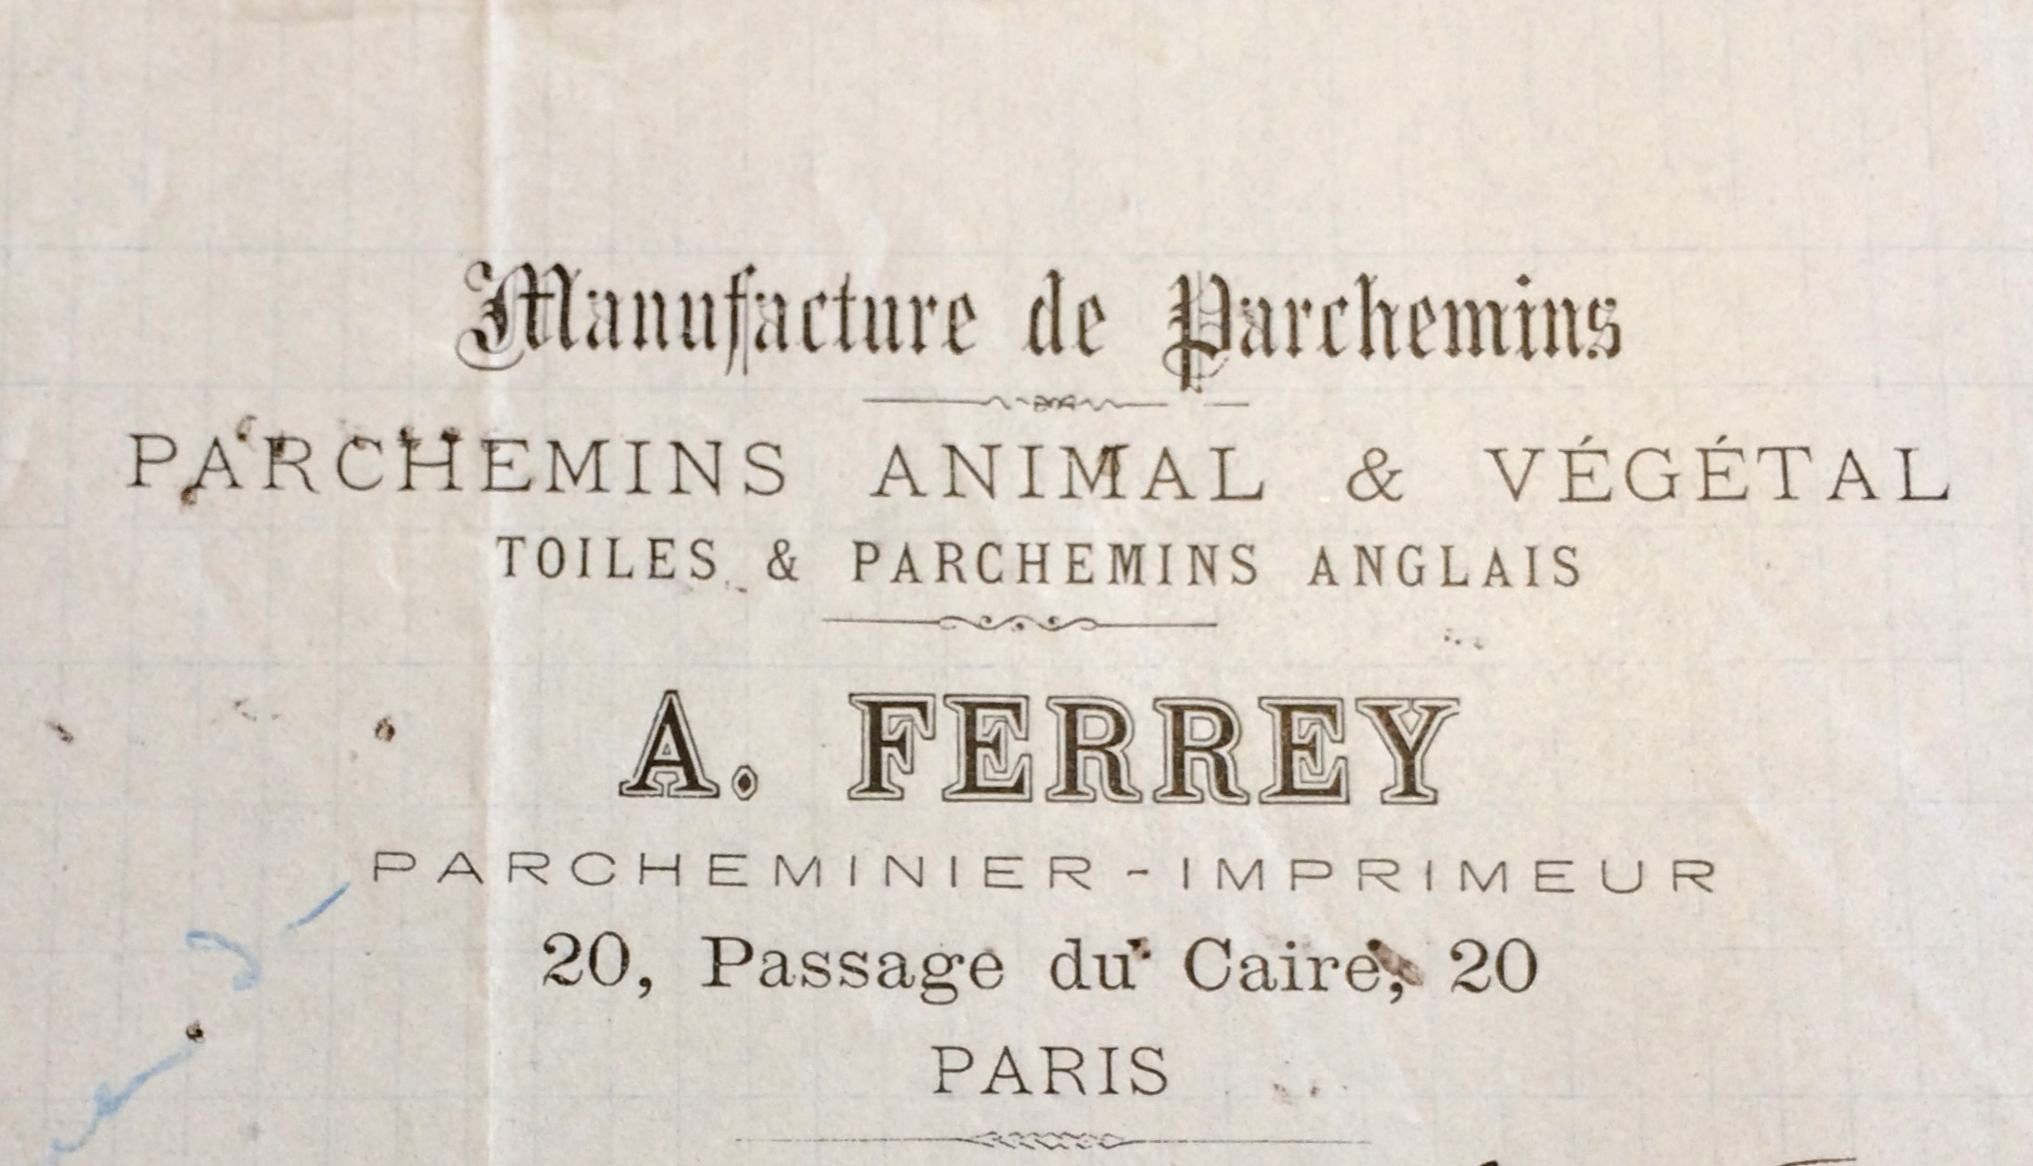 Manufacture de Parchemins
PARCHEMINS ANIMAL & VÉGÉTAL
TOILES & PARCHEMINS ANGLAIS
A. FERREY
PARCHEMINIER-IMPRIMEUR
20, Passage du Caire, 20
PARIS